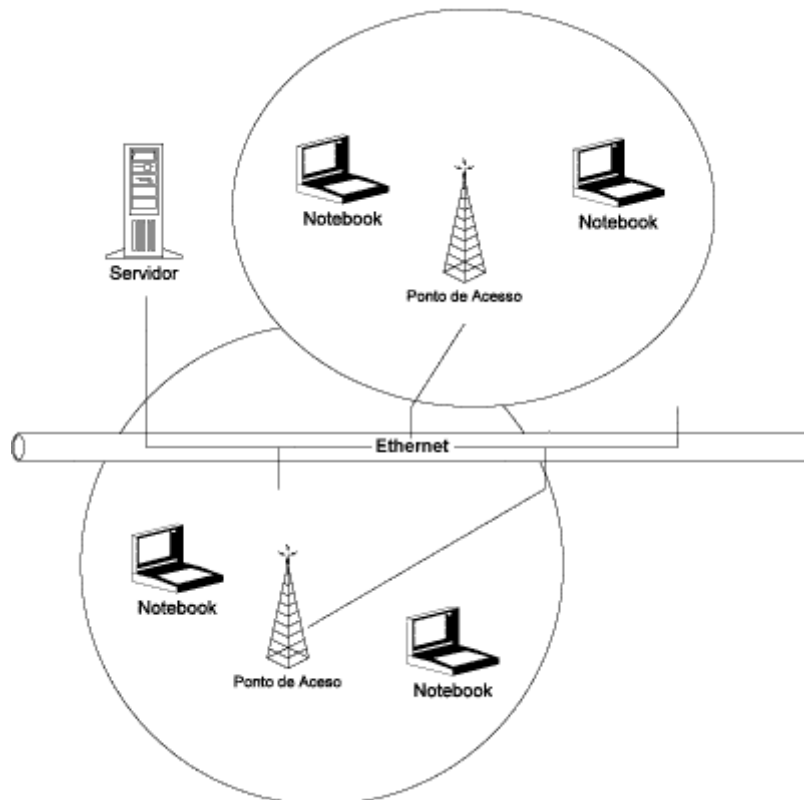 Notebook
Notebook
Servidor
Ponto de Acesso
Ethernet
Notebook
Ponto de Aceso
Notebook